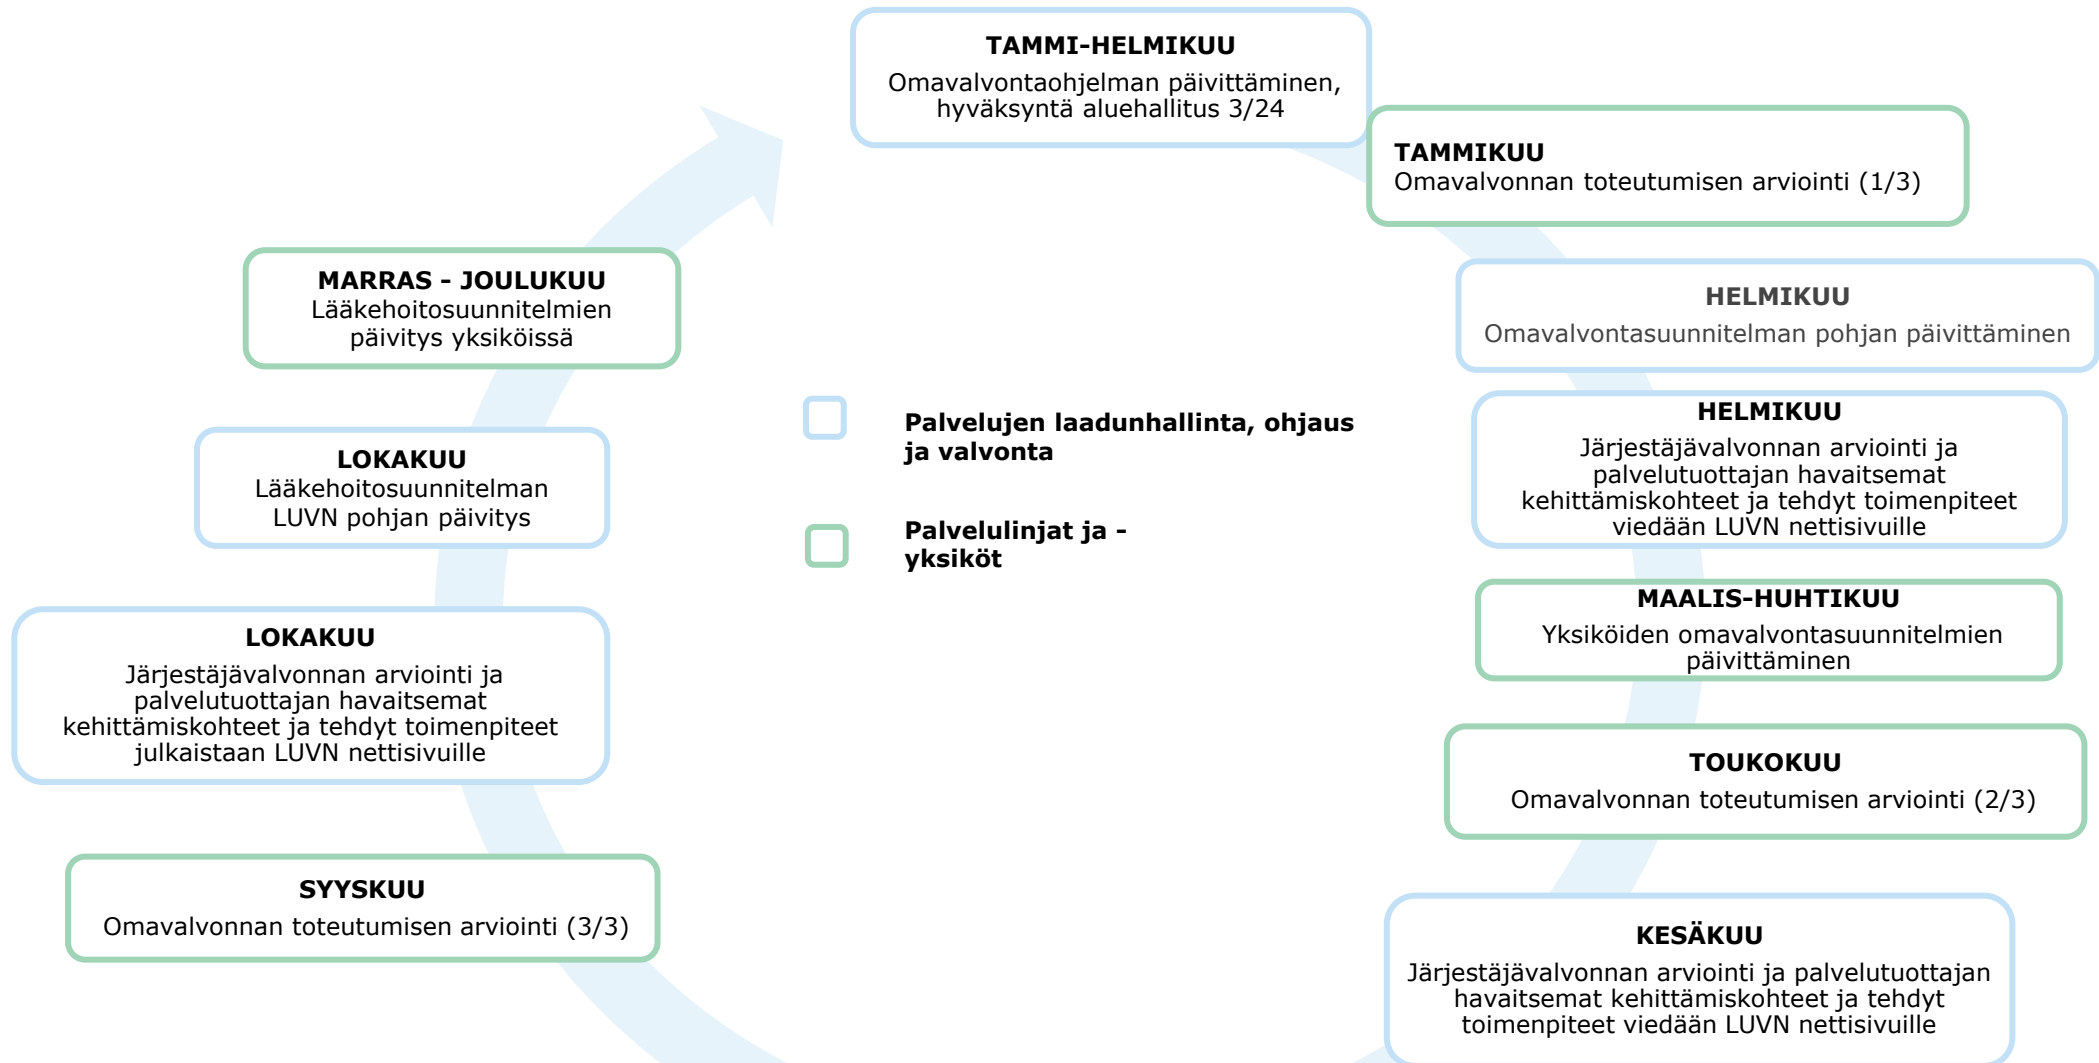 TAMMI-HELMIKUU
Omavalvontaohjelman päivittäminen,
hyväksyntä aluehallitus 3/24
TAMMIKUU
Omavalvonnan toteutumisen arviointi (1/3)
HELMIKUU
Omavalvontasuunnitelman pohjan päivittäminen
HELMIKUU
Järjestäjävalvonnan arviointi ja
palvelutuottajan havaitsemat
kehittämiskohteet ja tehdyt toimenpiteet
viedään LUVN nettisivuille
MAALIS-HUHTIKUU
Yksiköiden omavalvontasuunnitelmien
päivittäminen
TOUKOKUU
Omavalvonnan toteutumisen arviointi (2/3)
KESÄKUU
Järjestäjävalvonnan arviointi ja palvelutuottajan
havaitsemat kehittämiskohteet ja tehdyt
toimenpiteet viedään LUVN nettisivuille
SYYSKUU
Omavalvonnan toteutumisen arviointi (3/3)
LOKAKUU
Järjestäjävalvonnan arviointi ja
palvelutuottajan havaitsemat
kehittämiskohteet ja tehdyt toimenpiteet
julkaistaan LUVN nettisivuille
LOKAKUU
Lääkehoitosuunnitelman
LUVN pohjan päivitys
MARRAS - JOULUKUU
Lääkehoitosuunnitelmien
päivitys yksiköissä
Palvelujen laadunhallinta, ohjaus
ja valvonta
Palvelulinjat ja -
yksiköt